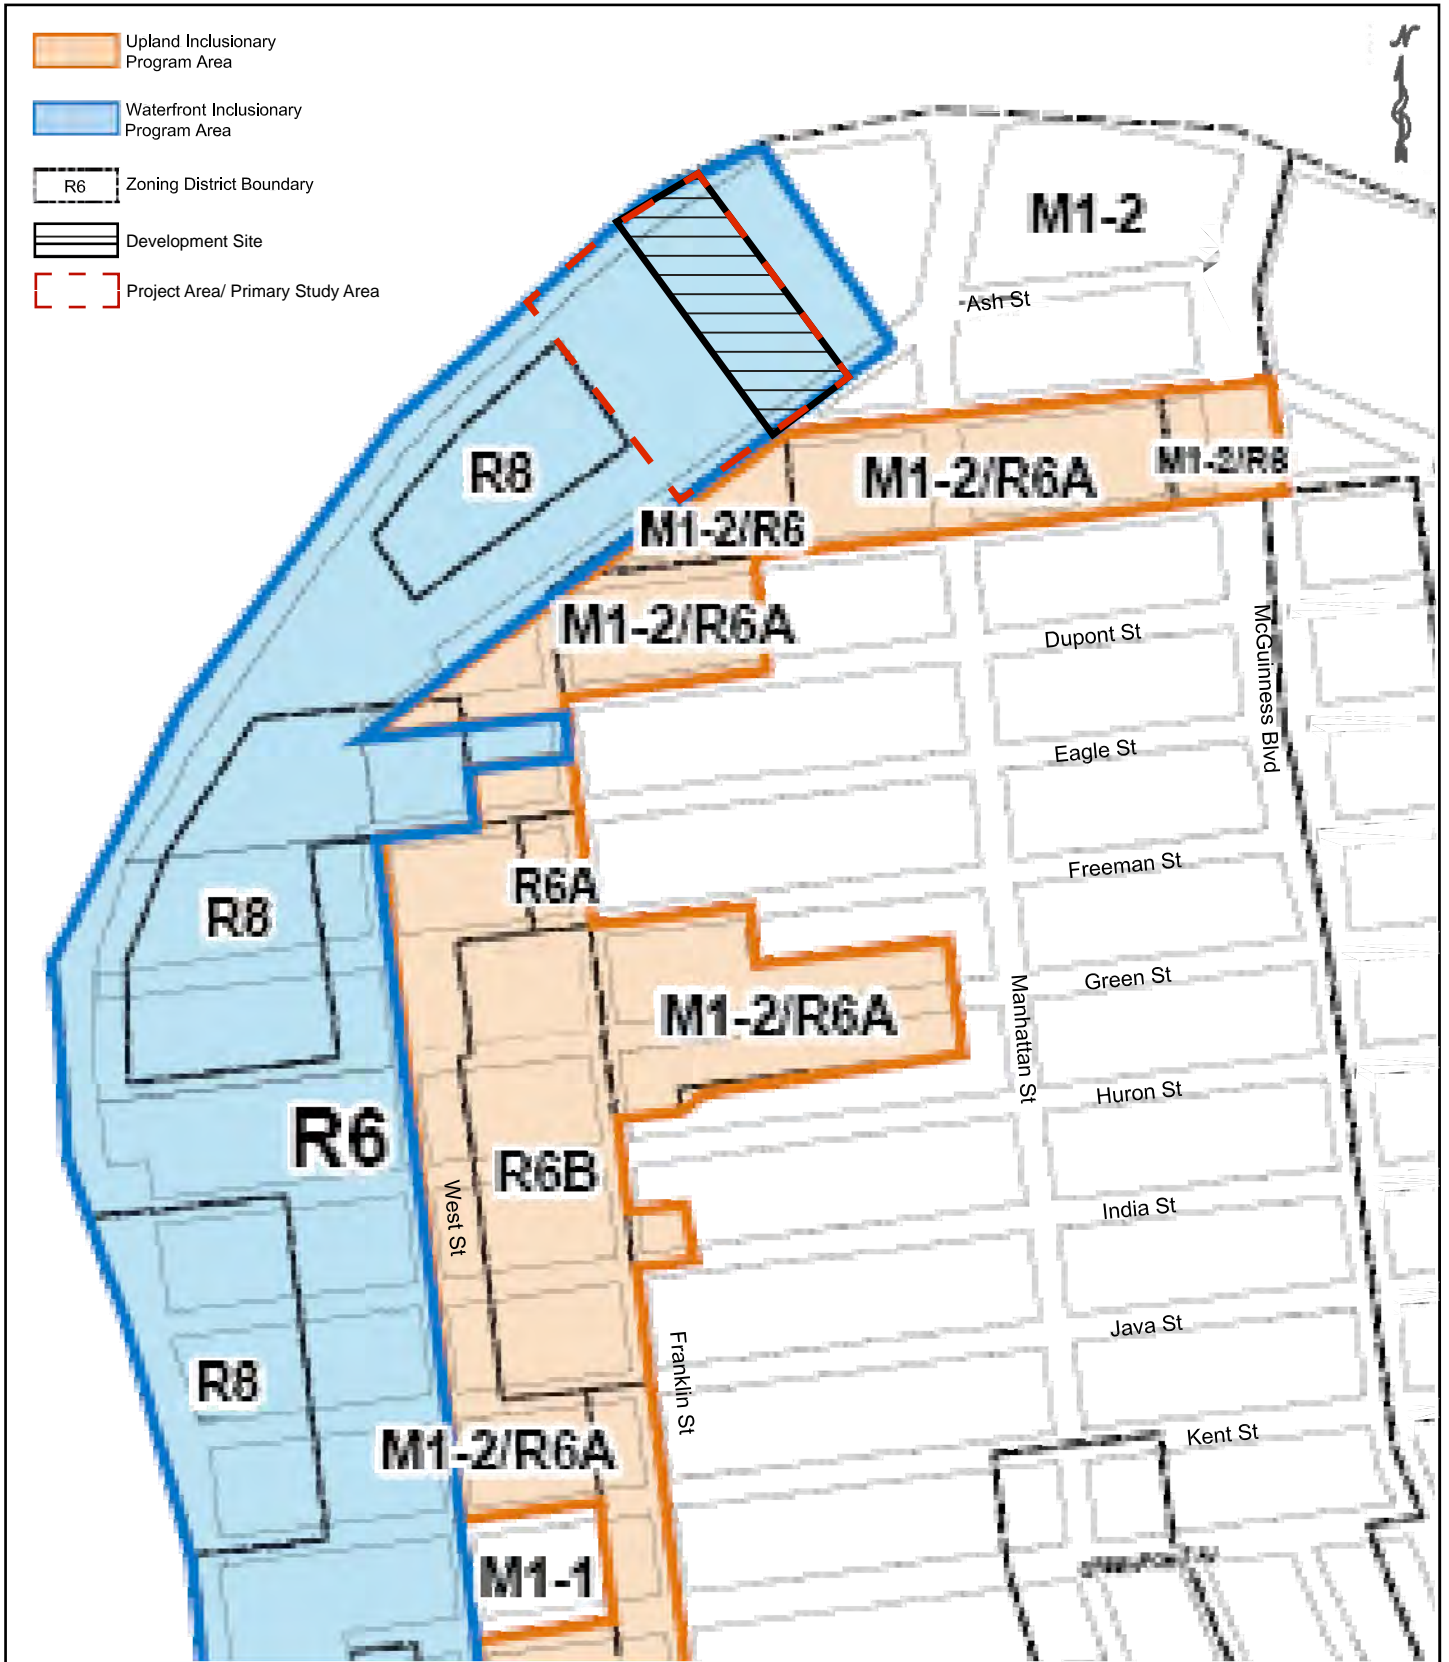 Upland Inclusionary
Program Area
Waterfront Inclusionary
Program Area
R6
Zoning District Boundary
Development Site
Project Area/ Primary Study Area
N
M1-2
Ash St
R8
M1-2/R6A
M1-2/R8
M1-2/R6
M1-2/R6A
Dupont St
McGuinness Blvd
Eagle St
Freeman St
R6A
R8
Green St
Manhattan St
M1-2/R6A
Huron St
R6
R6B
West St
India St
Java St
Franklin St
R8
Kent St
M1-2/R6A
M1-1